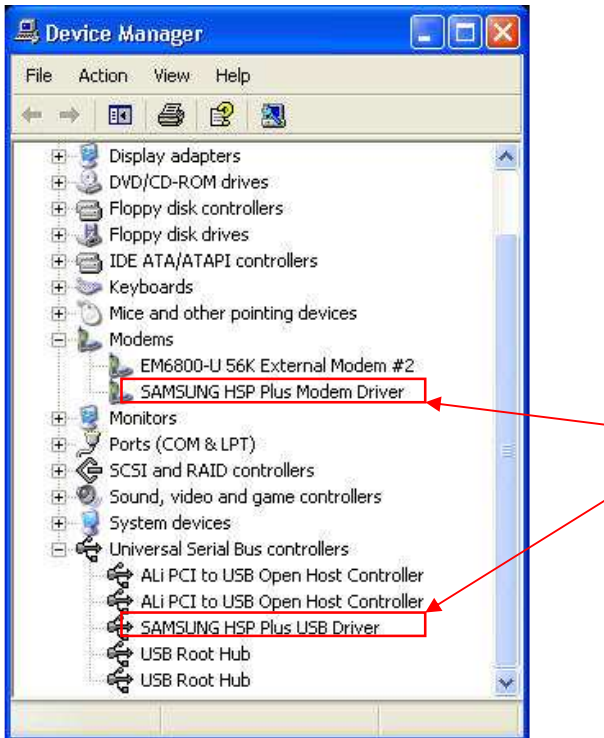 Device Manager
File Action View Help
Display adapters
DVD/CD-ROM drives
Floppy disk controllers
Floppy disk drives
IDE ATA/ATAPI controllers
Keyboards
Mice and other pointing devices
Modems
EM6800-U 56K External Modem #2
SAMSUNG HSP Plus Modem Driver
Monitors
Ports (COM & LPT)
SCSI and RAID controllers
Sound, video and game controllers
System devices
Universal Serial Bus controllers
ALi PCI to USB Open Host Controller
ALi PCI to USB Open Host Controller
SAMSUNG HSP Plus USB Driver
USB Root Hub
USB Root Hub